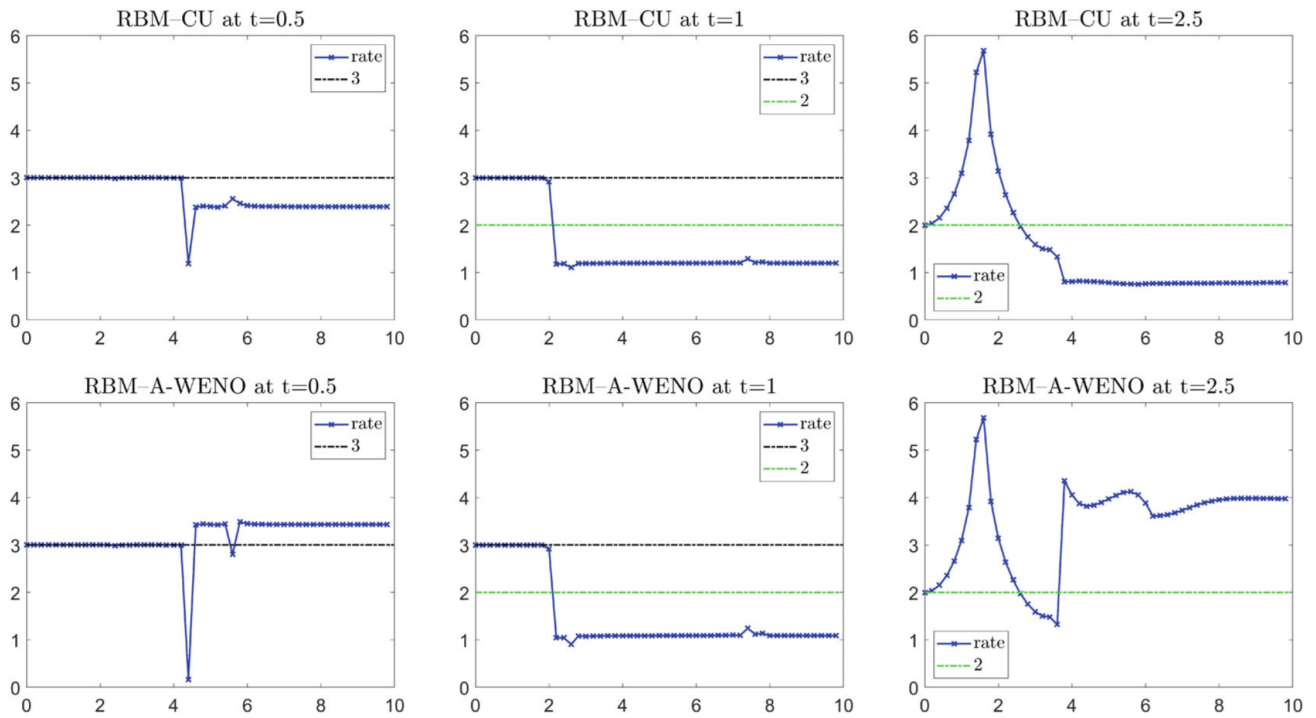 RBM–CU at t=0.5
6
5
4
3
2
1
0
0 2 4 6 8 10
rate
3
RBM–CU at t=1
6
5
4
3
2
1
0
0 2 4 6 8 10
rate
3
2
RBM–CU at t=2.5
6
5
4
3
2
1
0
0 2 4 6 8 10
rate
2
RBM–A-WENO at t=0.5
6
5
4
3
2
1
0
0 2 4 6 8 10
rate
3
RBM–A-WENO at t=1
6
5
4
3
2
1
0
0 2 4 6 8 10
rate
3
2
RBM–A-WENO at t=2.5
6
5
4
3
2
1
0
0 2 4 6 8 10
rate
2